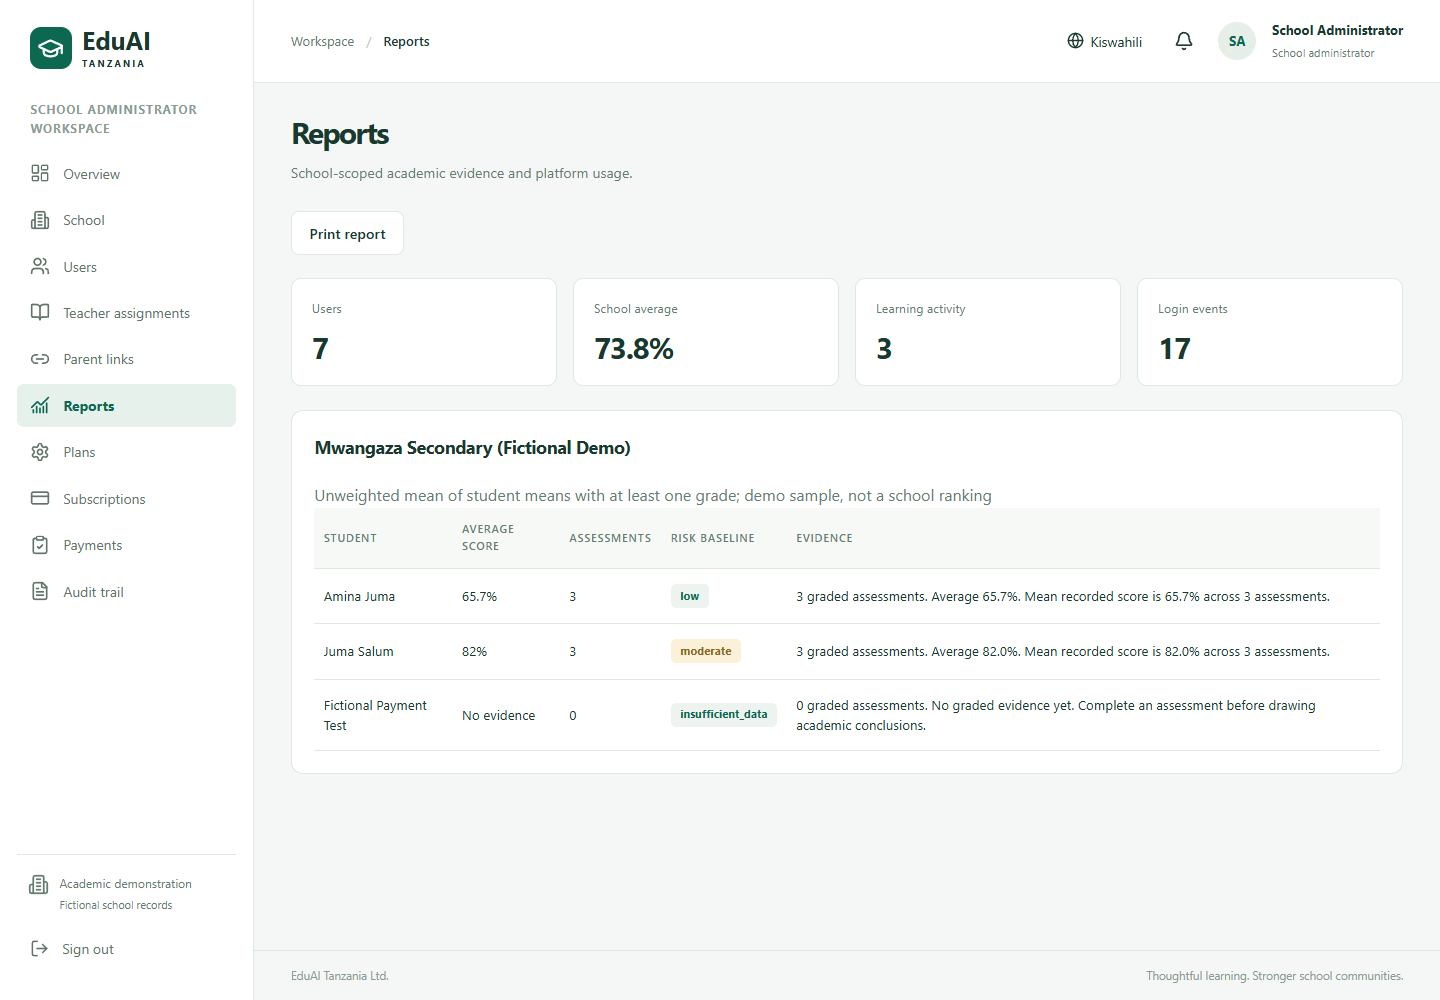 EduAI
TANZANIA
SCHOOL ADMINISTRATOR
WORKSPACE
Overview
School
Users
Teacher assignments
Parent links
Reports
Plans
Subscriptions
Payments
Audit trail
Academic demonstration
Fictional school records
Sign out
Workspace / Reports
Kiswahili
SA
School Administrator
School administrator
Reports
School-scoped academic evidence and platform usage.
Print report
Users
7
School average
73.8%
Learning activity
3
Login events
17
Mwangaza Secondary (Fictional Demo)
Unweighted mean of student means with at least one grade; demo sample, not a school ranking
STUDENT AVERAGE SCORE ASSESSMENTS RISK BASELINE EVIDENCE
Amina Juma 65.7% 3 low 3 graded assessments. Average 65.7%. Mean recorded score is 65.7% across 3 assessments.
Juma Salum 82% 3 moderate 3 graded assessments. Average 82.0%. Mean recorded score is 82.0% across 3 assessments.
Fictional Payment Test No evidence 0 insufficient_data 0 graded assessments. No graded evidence yet. Complete an assessment before drawing academic conclusions.
EduAI Tanzania Ltd.
Thoughtful learning. Stronger school communities.